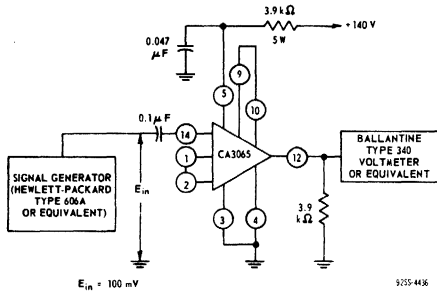 3.9 kΩ
5 W
+140 V
0.047
μF
9
5
10
0.1 μF
14
CA3065
1
2
12
3
4
SIGNAL GENERATOR
(HEWLETT-PACKARD
TYPE 606A
OR EQUIVALENT)
E in
BALLANTINE
TYPE 340
VOLTMETER
OR EQUIVALENT
3.9
kΩ
E in = 100 mV
92SS-4436